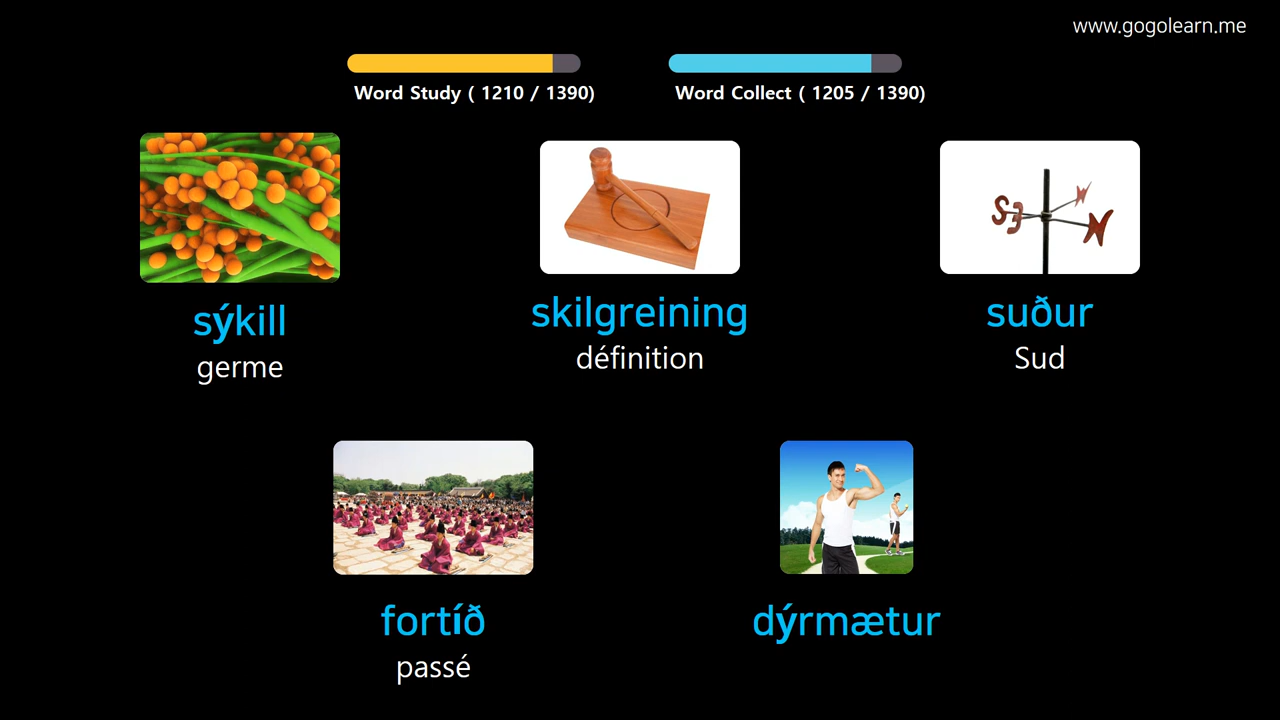 www.gogolearn.me
Word Study ( 1210 / 1390)
Word Collect ( 1205 / 1390)
sýkill
germe
skilgreining
définition
suður
Sud
fortíð
passé
dýrmætur